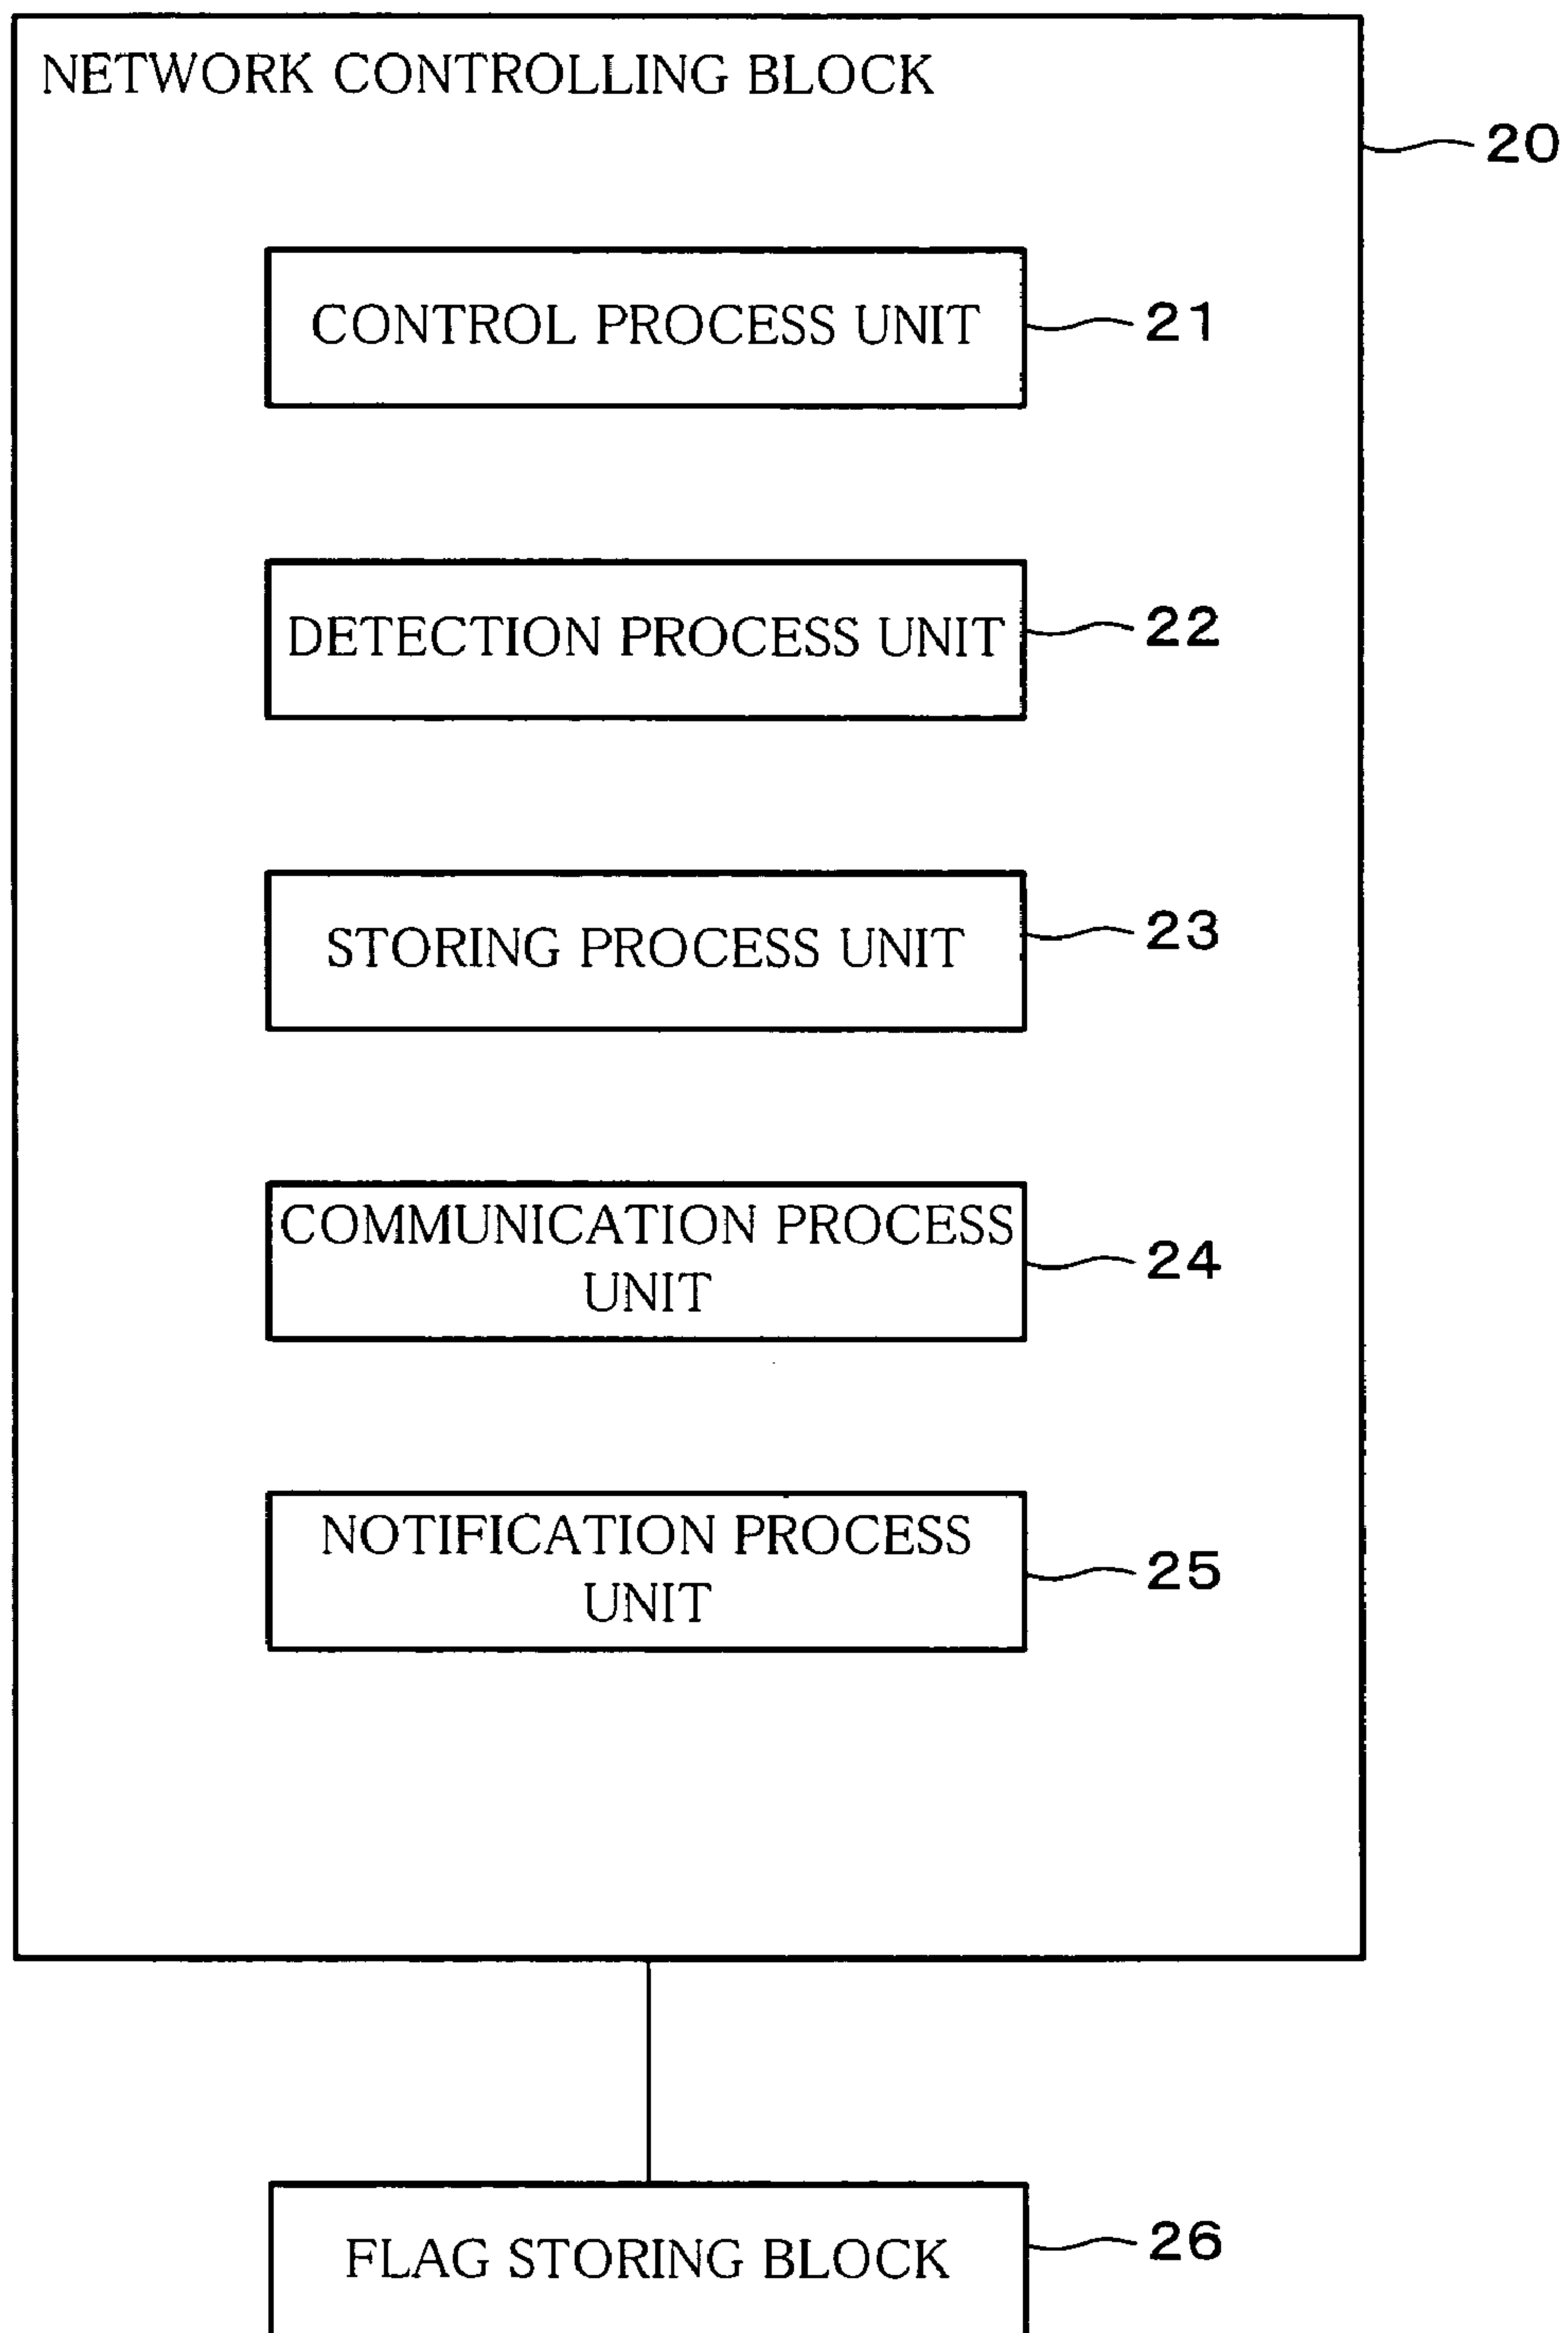 NETWORK CONTROLLING BLOCK
20
CONTROL PROCESS UNIT
21
DETECTION PROCESS UNIT
22
STORING PROCESS UNIT
23
COMMUNICATION PROCESS
UNIT
24
NOTIFICATION PROCESS
UNIT
25
FLAG STORING BLOCK
26